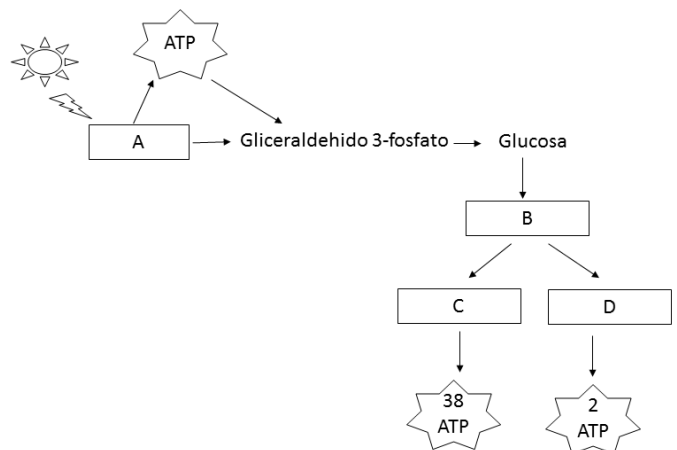 ATP
A
Gliceraldehido 3-fosfato
Glucosa
B
C
D
38
ATP
2
ATP